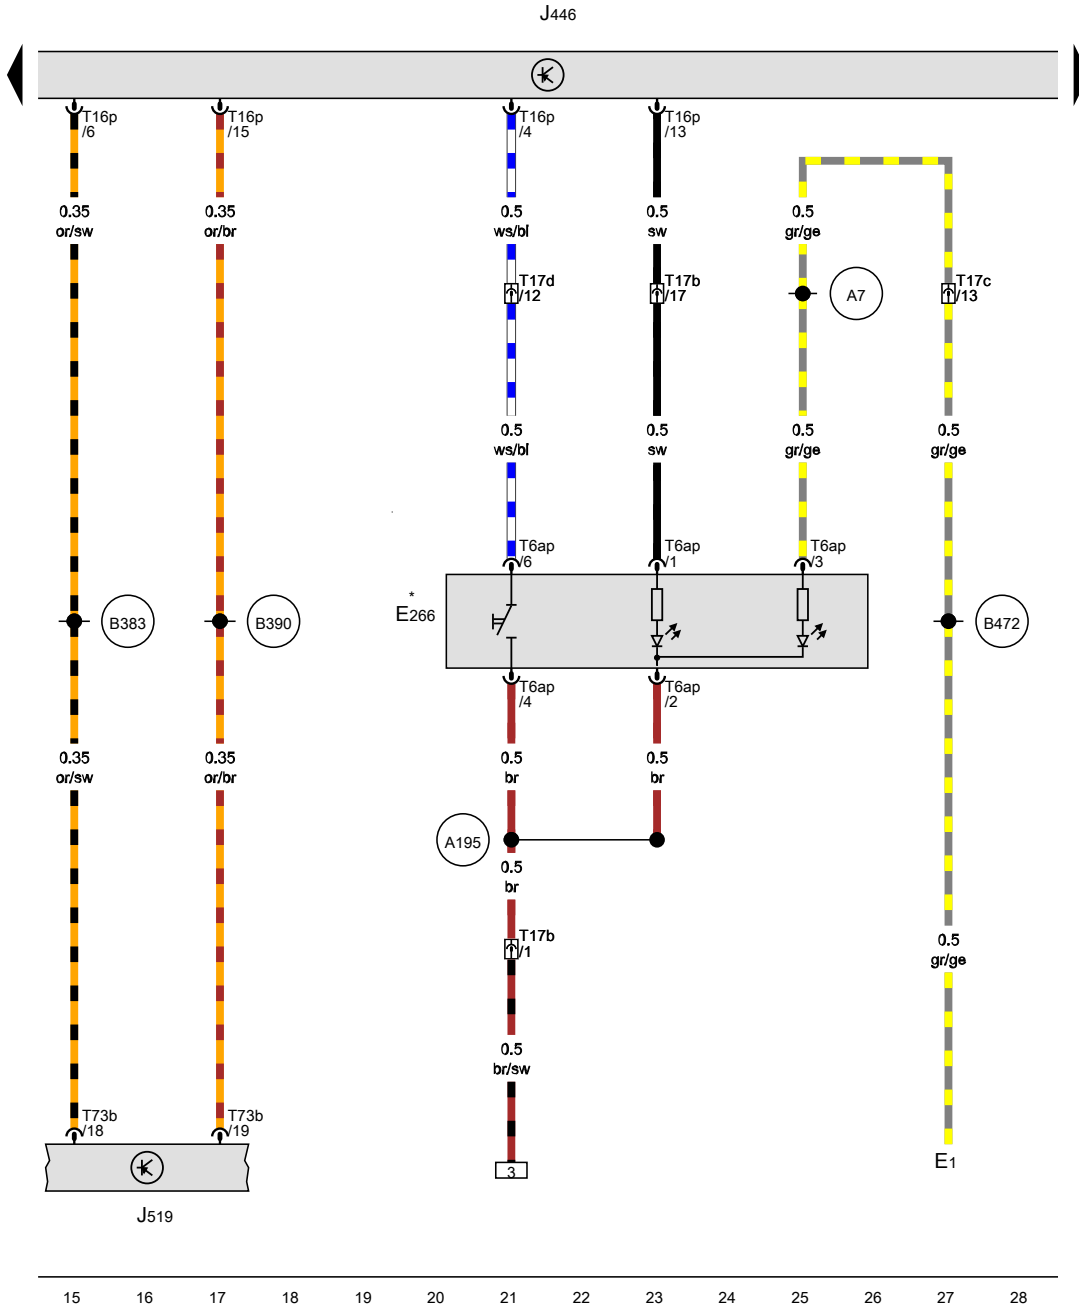 J446
T16p
/6
T16p
/15
T16p
/4
T16p
/13
0.35
or/sw
0.35
or/br
0.5
ws/bl
0.5
sw
0.5
gr/ge
T17d
/12
T17b
/17
A7
T17c
/13
0.5
ws/bl
0.5
sw
0.5
gr/ge
0.5
gr/ge
T6ap
/6
T6ap
/1
T6ap
/3
*
E266
B383
B390
B472
T6ap
/4
T6ap
/2
0.35
or/sw
0.35
or/br
0.5
br
0.5
br
A195
0.5
br
T17b
/1
0.5
gr/ge
0.5
br/sw
T73b
/18
T73b
/19
3
E1
J519
15 16 17 18 19 20 21 22 23 24 25 26 27 28